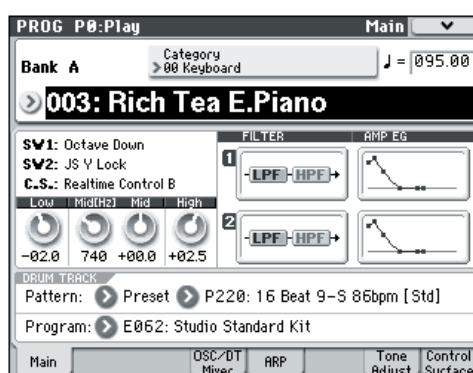 PROG P0:Play Main
Bank A
Category
00 Keyboard
♩ = 095.00
003: Rich Tea E.Piano
SW1: Octave Down
SW2: JS Y Lock
C.S.: Realtime Control B
Low Mid[Hz] Mid High
-02.0 740 +00.0 +02.5
FILTER AMP EG
1 LPF HPF
2 LPF HPF
DRUM TRACK
Pattern: Preset P220: 16 Beat 9-S 86bpm [Std]
Program: E062: Studio Standard Kit
Main
OSC/DT
Mixer
ARP
Tone
Adjust
Control
Surface